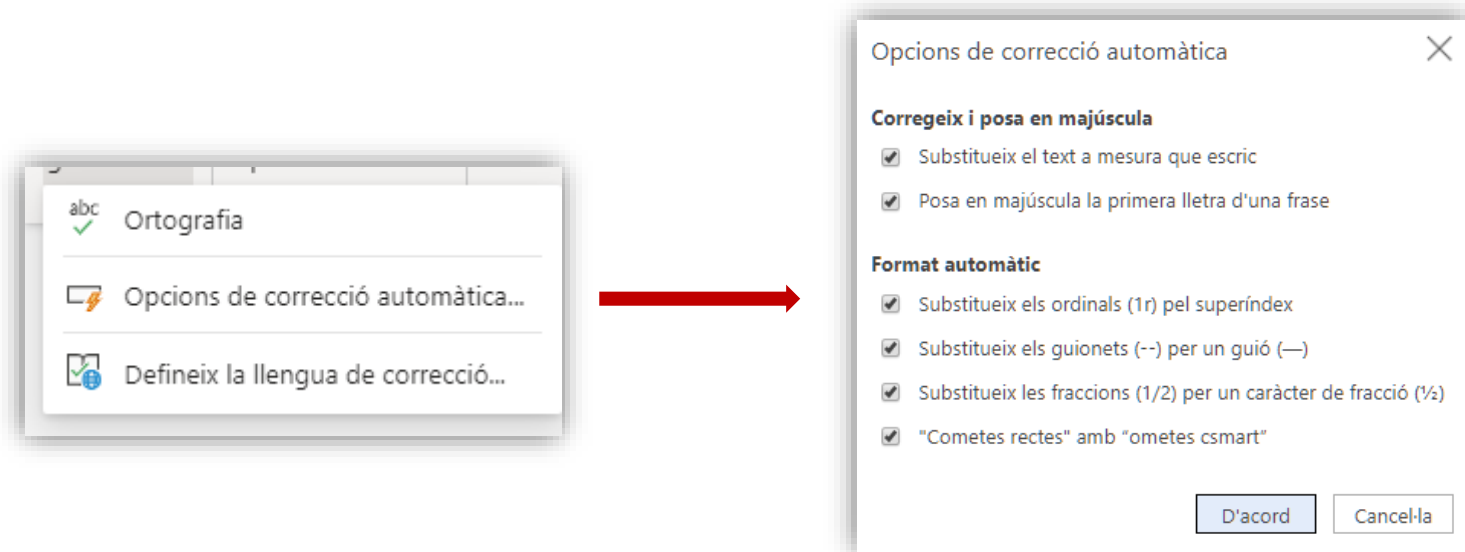 abc
Ortografia
Opcions de correcció automàtica...
Defineix la llengua de correcció...
Opcions de correcció automàtica
Corregeix i posa en majúscula
Substitueix el text a mesura que escric
Posa en majúscula la primera lletra d'una frase
Format automàtic
Substitueix els ordinals (1r) pel superíndex
Substitueix els guionets (--) per un guió (—)
Substitueix les fraccions (1/2) per un caràcter de fracció (½)
"Cometes rectes" amb “ometes csmart”
D'acord
Cancel·la